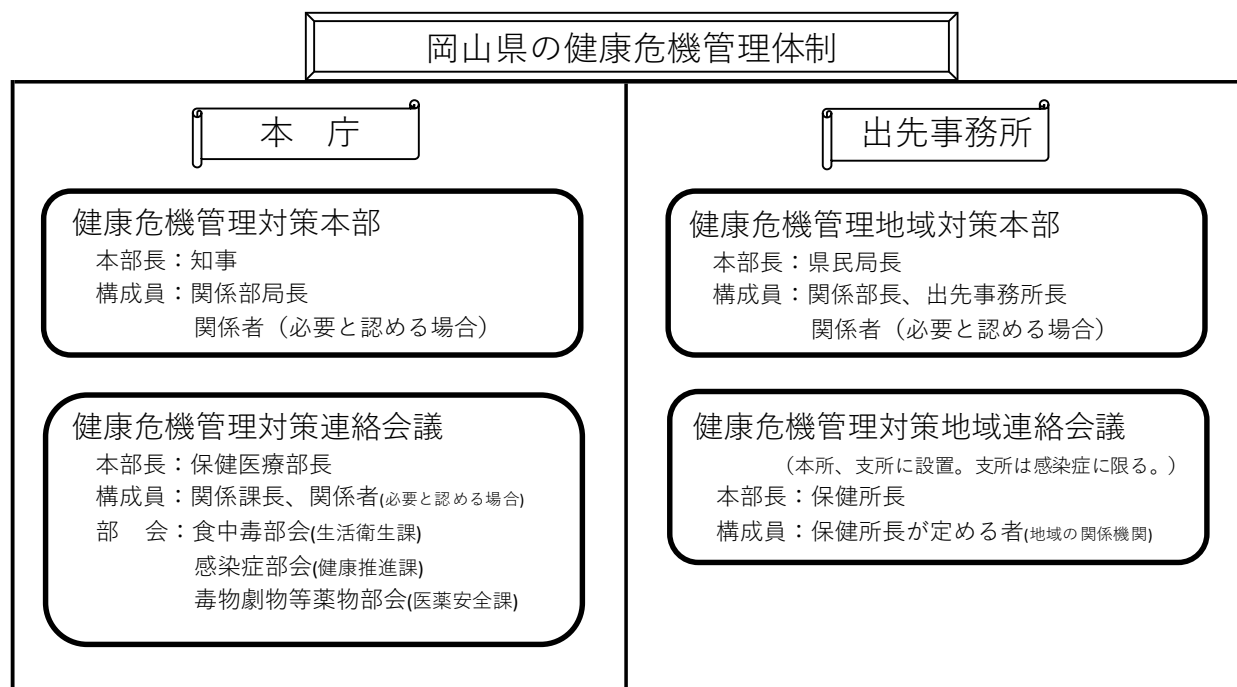 岡山県の健康危機管理体制
本　庁
健康危機管理対策本部
本部長：知事
構成員：関係部局長
関係者（必要と認める場合）
健康危機管理対策連絡会議
本部長：保健医療部長
構成員：関係課長、関係者(必要と認める場合)
部　会：食中毒部会(生活衛生課)
感染症部会(健康推進課)
毒物劇物等薬物部会(医薬安全課)
出先事務所
健康危機管理地域対策本部
本部長：県民局長
構成員：関係部長、出先事務所長
関係者（必要と認める場合）
健康危機管理対策地域連絡会議
（本所、支所に設置。支所は感染症に限る。）
本部長：保健所長
構成員：保健所長が定める者(地域の関係機関)